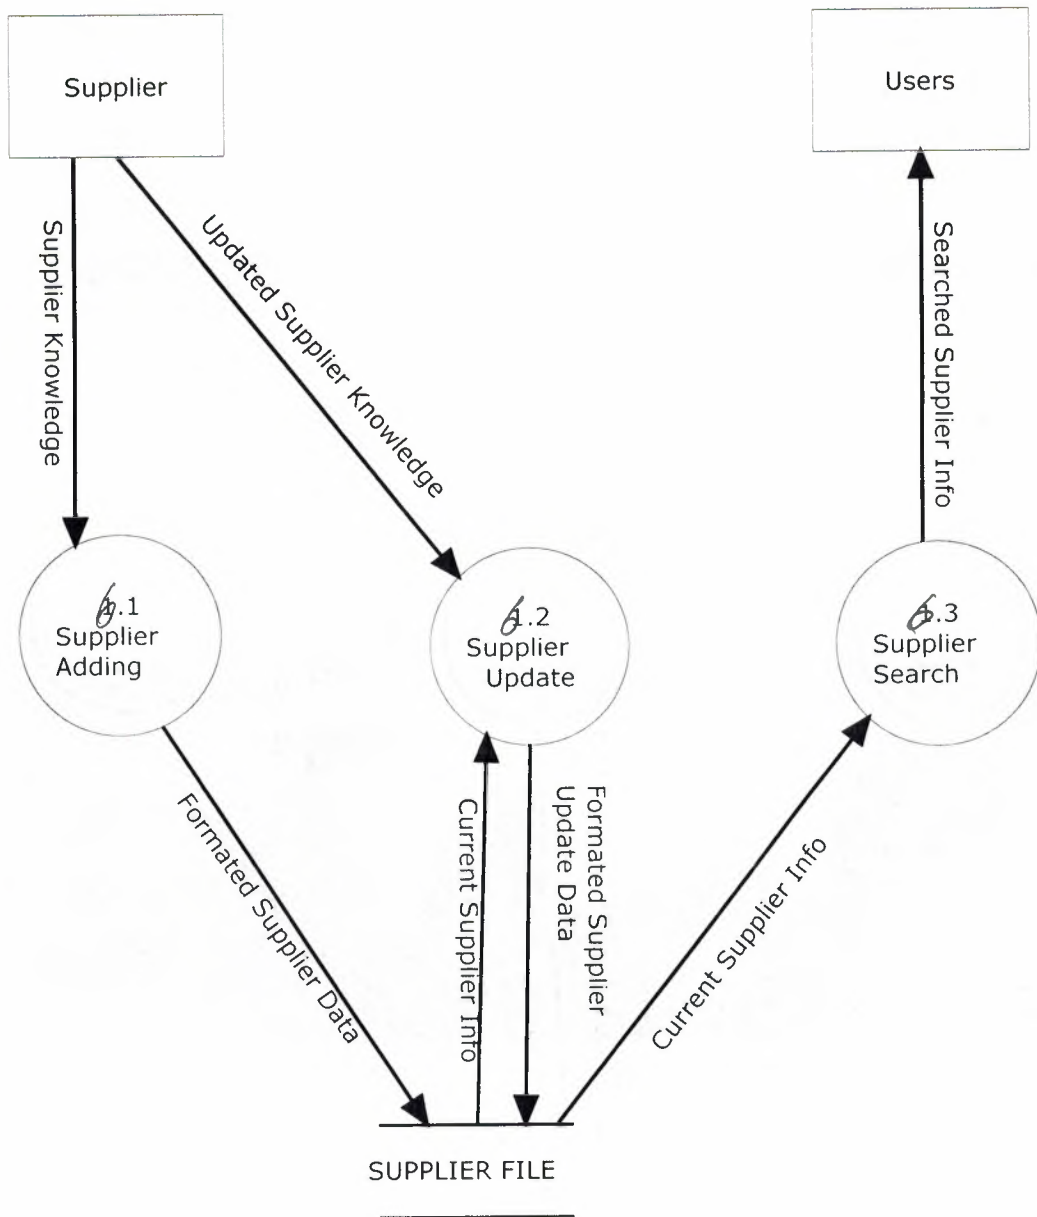 Supplier
Users
Supplier Knowledge
Updated Supplier Knowledge
Searched Supplier Info
6.1
Supplier
Adding
6.2
Supplier
Update
6.3
Supplier
Search
Formated Supplier Data
Current Supplier Info
Formated Supplier
Update Data
Current Supplier Info
SUPPLIER FILE